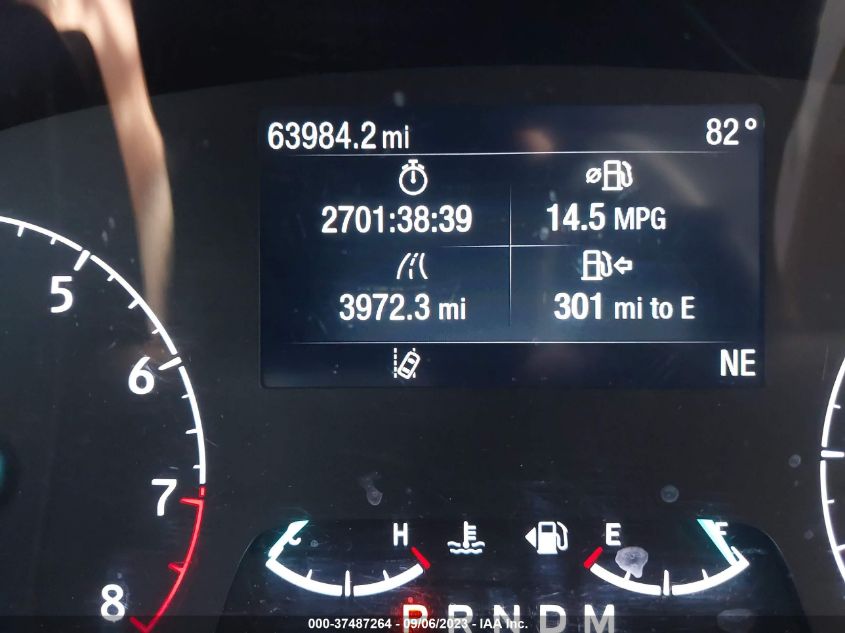 63984.2 mi 82°
2701:38:39 14.5 MPG
3972.3 mi 301 mi to E
NE
5
6
7
8
C H E F
P R N D M
000-37487264 - 09/06/2023 - IAA Inc.